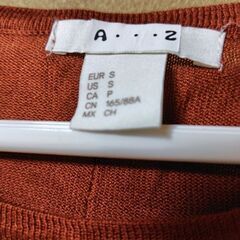 A...Z
EUR S
US S
CA P
CN 165/88A
MX CH